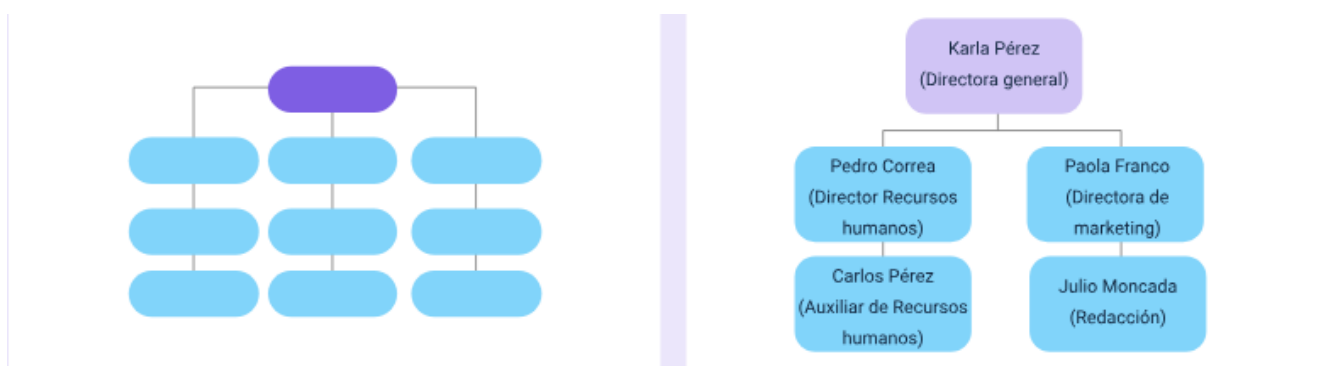 Karla Pérez
(Directora general)
Pedro Correa
(Director Recursos
humanos)
Paola Franco
(Directora de
marketing)
Carlos Pérez
(Auxiliar de Recursos
humanos)
Julio Moncada
(Redacción)